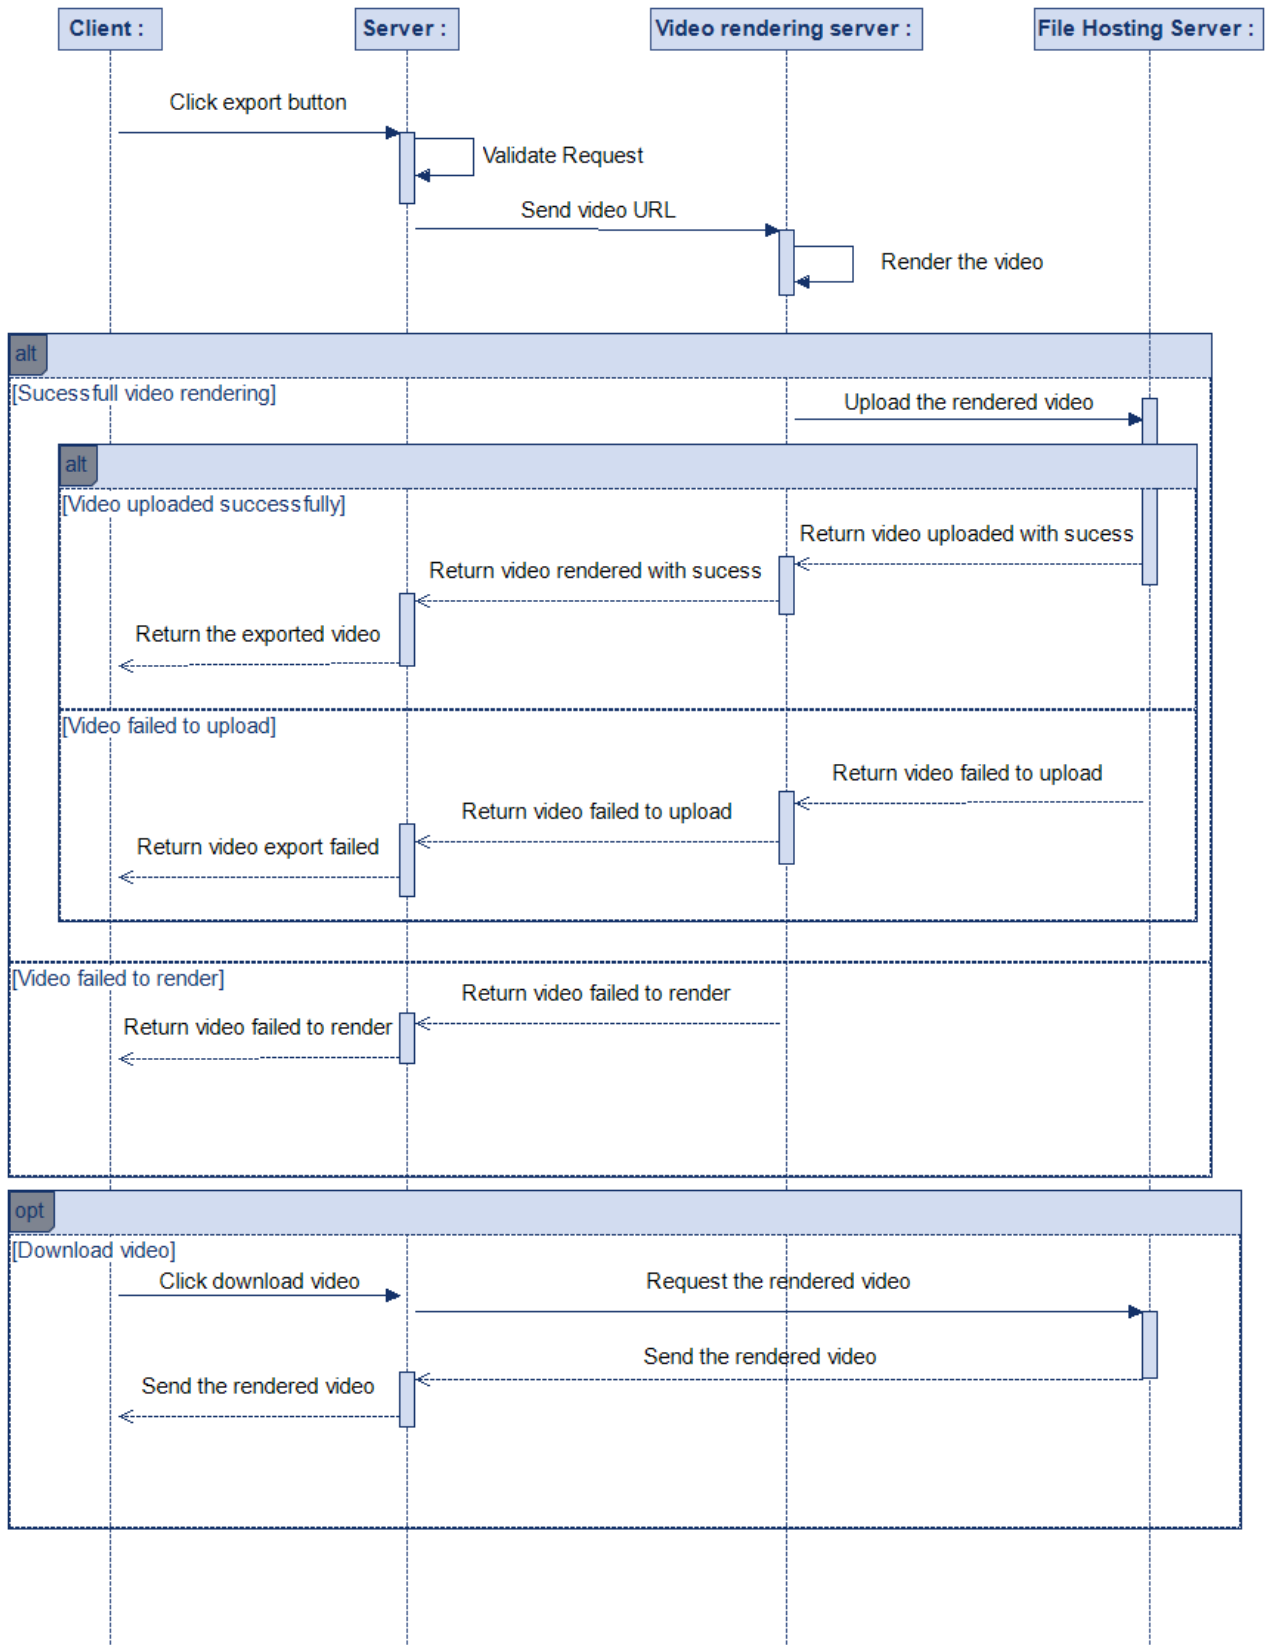 Client :
Server :
Video rendering server :
File Hosting Server :
Click export button
Validate Request
Send video URL
Render the video
alt
[Sucessfull video rendering]
Upload the rendered video
alt
[Video uploaded successfully]
Return video uploaded with sucess
Return video rendered with sucess
Return the exported video
[Video failed to upload]
Return video failed to upload
Return video failed to upload
Return video export failed
[Video failed to render]
Return video failed to render
Return video failed to render
opt
[Download video]
Click download video
Request the rendered video
Send the rendered video
Send the rendered video